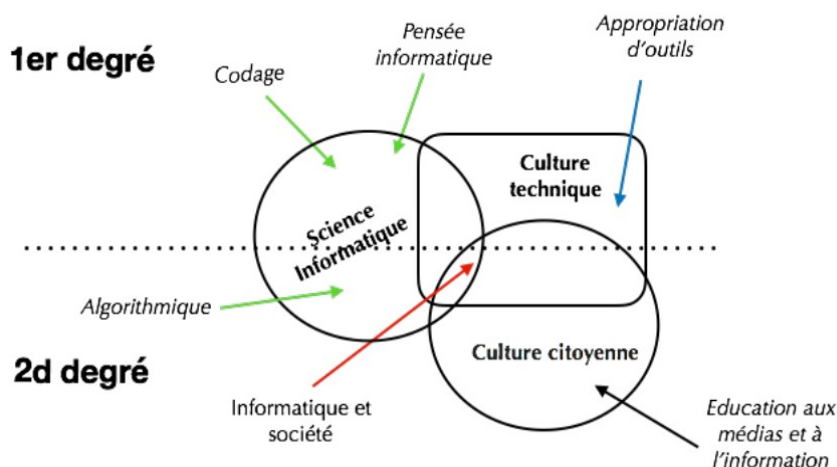 1er degré
Codage
Pensée
informatique
Appropriation
d'outils
Culture
technique
Science
Informatique
Algorithmique
2d degré
Culture citoyenne
Informatique et
société
Education aux
médias et à
l'information